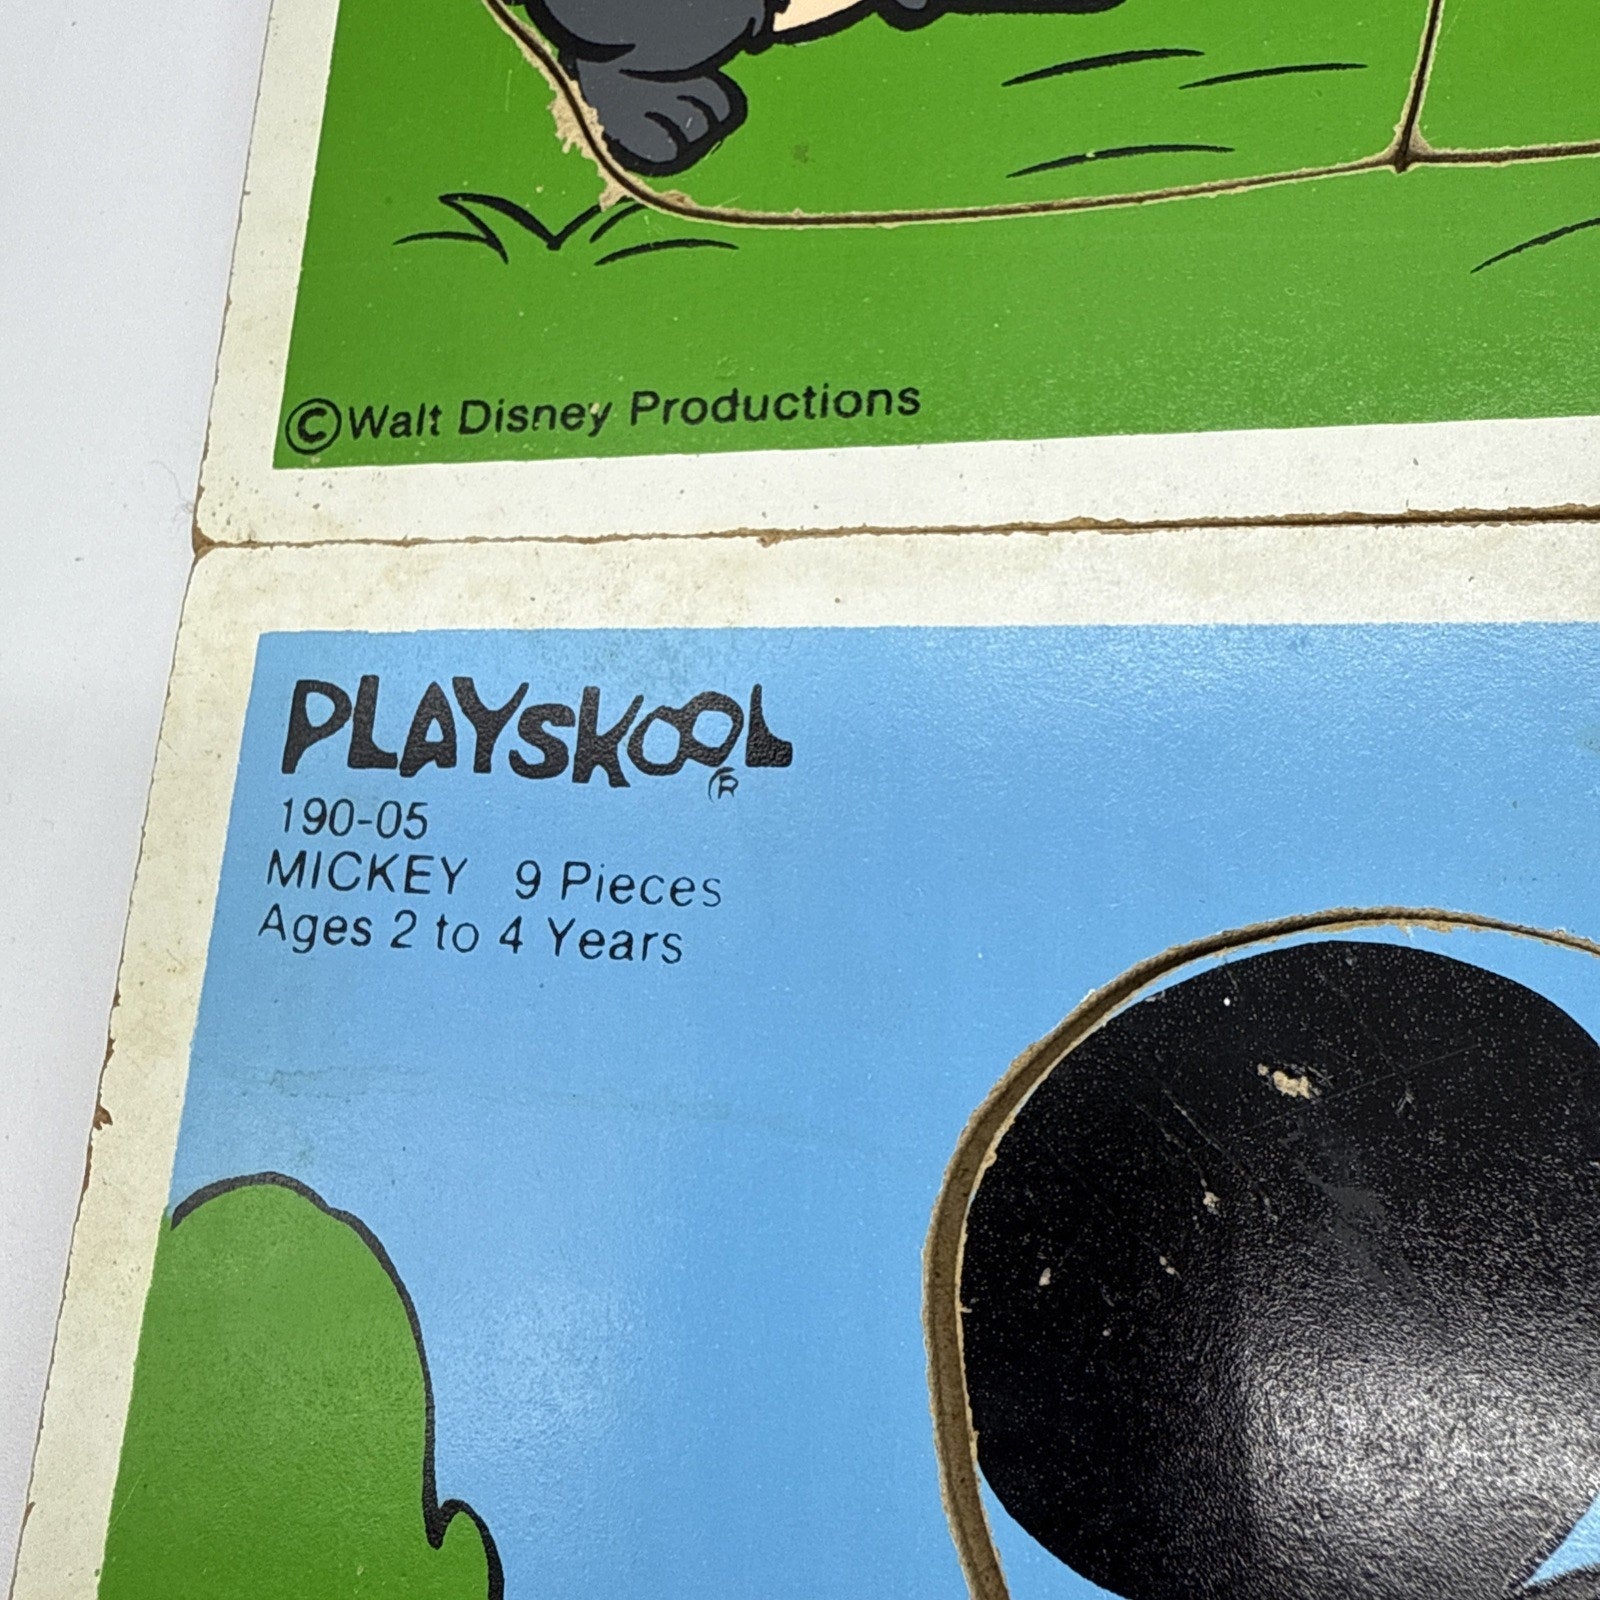 ©Walt Disney Productions
PLAYSKOOL®
190-05
MICKEY 9 Pieces
Ages 2 to 4 Years